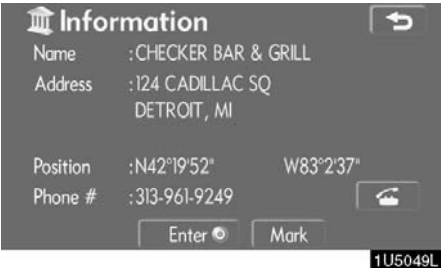 Information
Name :CHECKER BAR & GRILL
Address :124 CADILLAC SQ
DETROIT, MI
Position :N42°19'52" W83°2'37"
Phone # :313-961-9249
Enter Mark
1U5049L